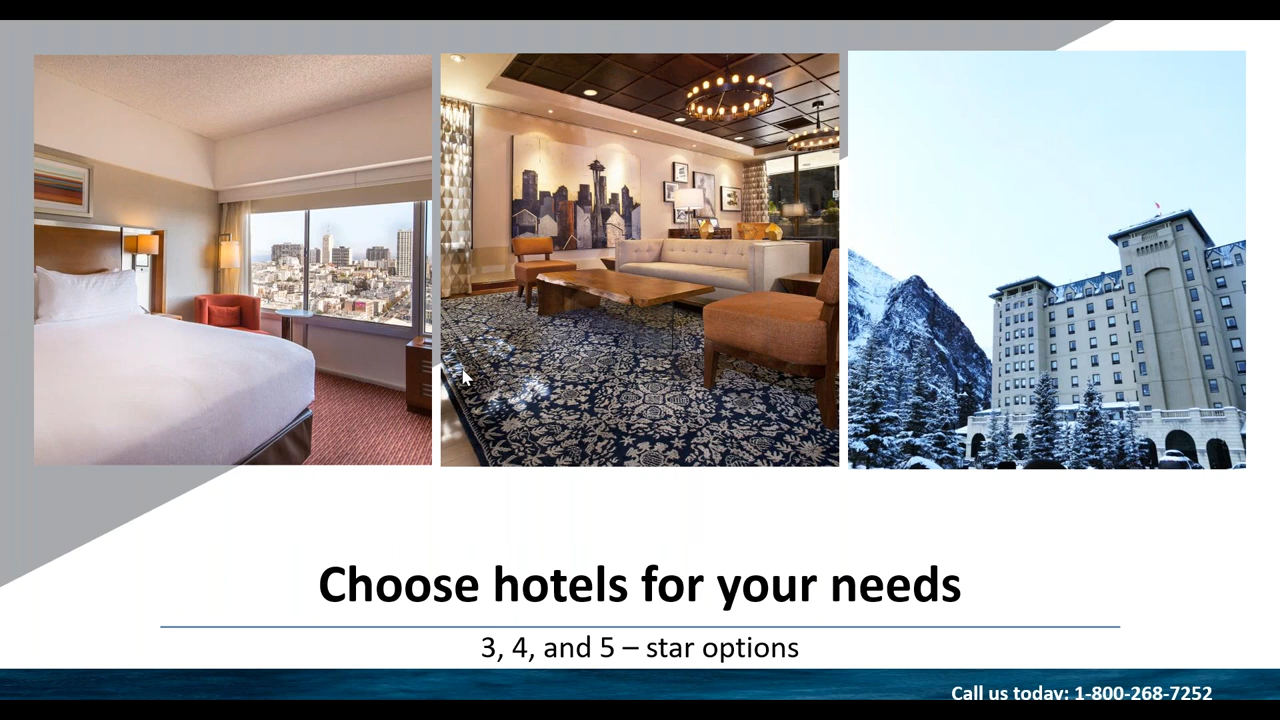 Choose hotels for your needs
3, 4, and 5 – star options
Call us today: 1-800-268-7252